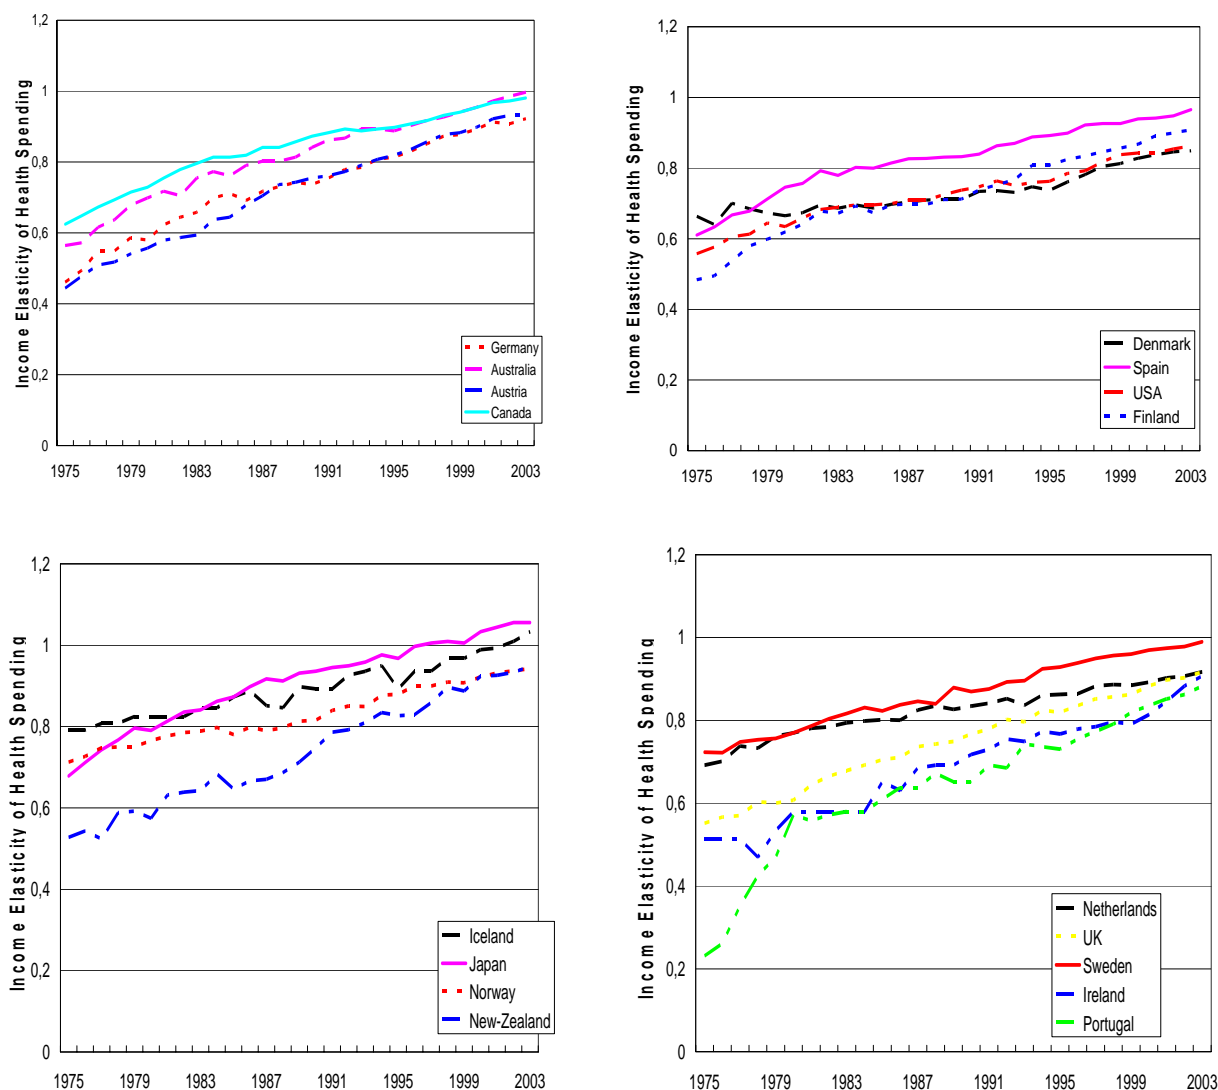 Income Elasticity of Health Spending
1,2
1
0,8
0,6
0,4
0,2
0
1975 1979 1983 1987 1991 1995 1999 2003
Germany
Australia
Austria
Canada
Income Elasticity of Health Spending
1,2
1
0,8
0,6
0,4
0,2
0
1975 1979 1983 1987 1991 1995 1999 2003
Denmark
Spain
USA
Finland
Income Elasticity of Health Spending
1,2
1
0,8
0,6
0,4
0,2
0
1975 1979 1983 1987 1991 1995 1999 2003
Iceland
Japan
Norway
New-Zealand
Income Elasticity of Health Spending
1,2
1
0,8
0,6
0,4
0,2
0
1975 1979 1983 1987 1991 1995 1999 2003
Netherlands
UK
Sweden
Ireland
Portugal